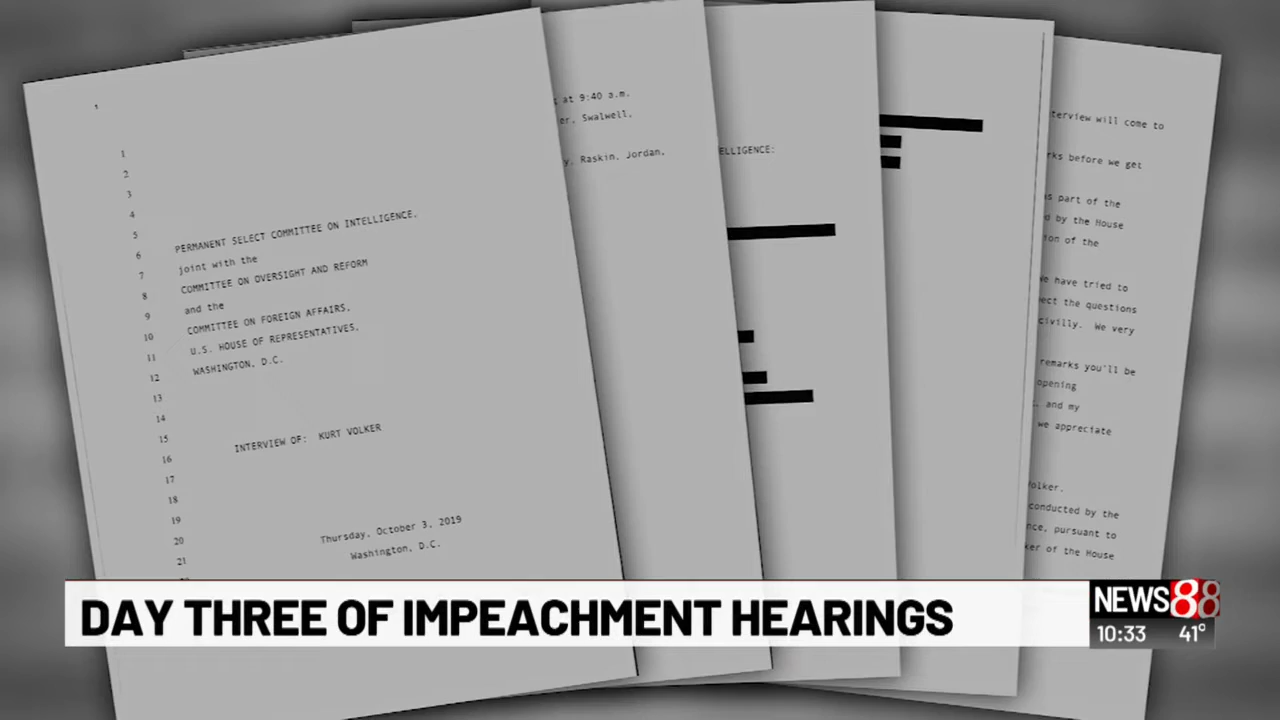 1
1
2
3
4
5
6
7
8
9
10
11
12
13
14
15
16
17
18
19
20
21
PERMANENT SELECT COMMITTEE ON INTELLIGENCE,
joint with the
COMMITTEE ON OVERSIGHT AND REFORM
and the
COMMITTEE ON FOREIGN AFFAIRS,
U.S. HOUSE OF REPRESENTATIVES,
WASHINGTON, D.C.
INTERVIEW OF: KURT VOLKER
Thursday, October 3, 2019
Washington, D.C.
at 9:40 a.m.
er, Swalwell,
y, Raskin, Jordan,
ELLIGENCE:
terview will come to
rks before we get
as part of the
d by the House
ion of the
We have tried to
ect the questions
civilly. We very
remarks you'll be
opening
, and my
we appreciate
Volker.
conducted by the
nce, pursuant to
ker of the House
DAY THREE OF IMPEACHMENT HEARINGS
NEWS 8
10:33 41°